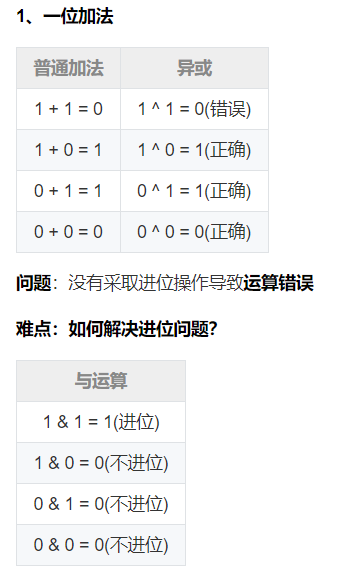 1、一位加法
普通加法 异或
1 + 1 = 0 1 ^ 1 = 0(错误)
1 + 0 = 1 1 ^ 0 = 1(正确)
0 + 1 = 1 0 ^ 1 = 1(正确)
0 + 0 = 0 0 ^ 0 = 0(正确)
问题：没有采取进位操作导致运算错误
难点：如何解决进位问题?
与运算
1 & 1 = 1(进位)
1 & 0 = 0(不进位)
0 & 1 = 0(不进位)
0 & 0 = 0(不进位)